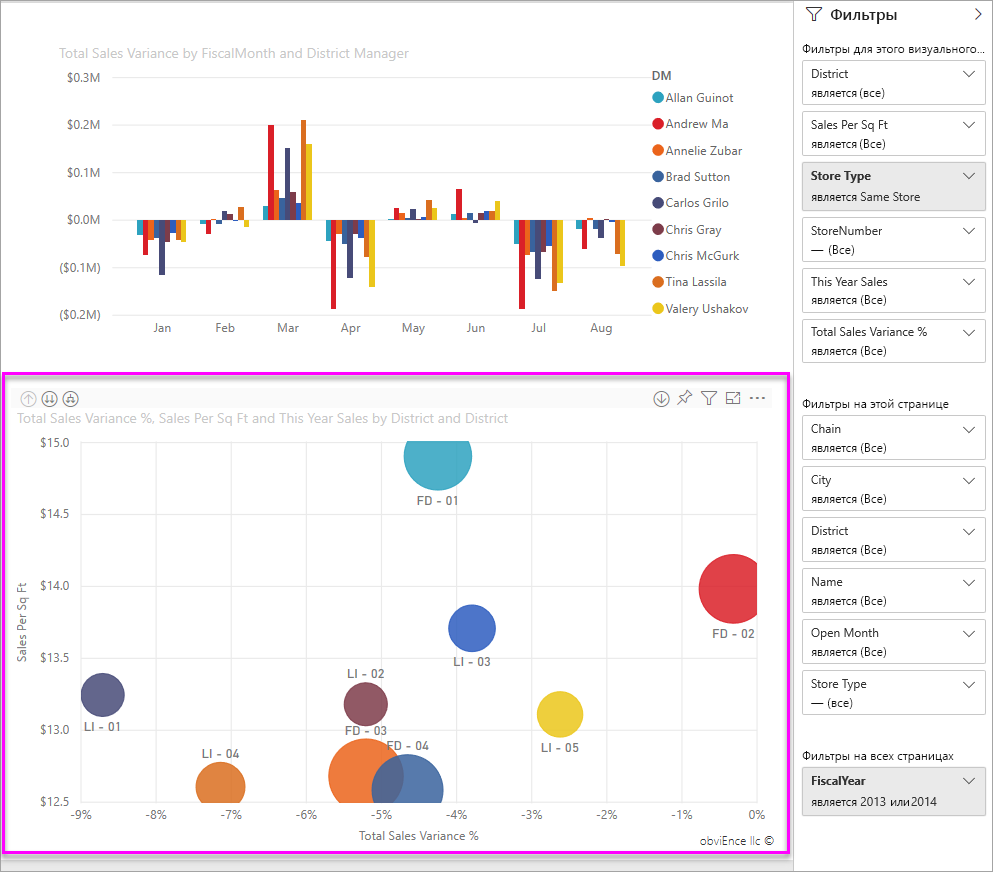 Total Sales Variance by FiscalMonth and District Manager
$0.3M
$0.2M
$0.1M
$0.0M
($0.1M)
($0.2M)
Jan Feb Mar Apr May Jun Jul Aug
DM
Allan Guinot
Andrew Ma
Annelie Zubar
Brad Sutton
Carlos Grilo
Chris Gray
Chris McGurk
Tina Lassila
Valery Ushakov
Total Sales Variance %, Sales Per Sq Ft and This Year Sales by District and District
Sales Per Sq Ft
$15.0
$14.5
$14.0
$13.5
$13.0
$12.5
FD - 01
FD - 02
LI - 03
LI - 02
LI - 01
FD - 03
FD - 04
LI - 05
LI - 04
-9% -8% -7% -6% -5% -4% -3% -2% -1% 0%
Total Sales Variance %
obviEnce llc ©
Фильтры
Фильтры для этого визуального...
District
является (все)
Sales Per Sq Ft
является (Все)
Store Type
является Same Store
StoreNumber
— (Все)
This Year Sales
является (Все)
Total Sales Variance %
является (Все)
Фильтры на этой странице
Chain
является (Все)
City
является (Все)
District
является (Все)
Name
является (Все)
Open Month
является (Все)
Store Type
— (все)
Фильтры на всех страницах
FiscalYear
является 2013 или2014